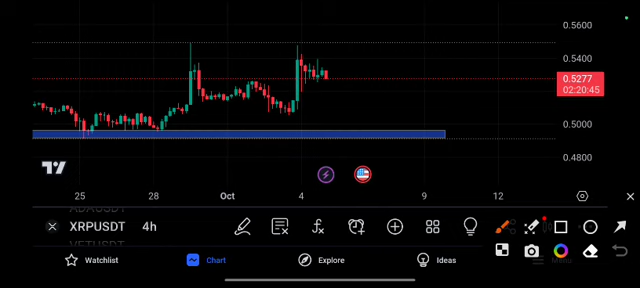 0.5600
0.5400
0.5277
02:20:45
0.5000
0.4800
25 28 Oct 4 9 12
XRPUSDT 4h
Watchlist Chart Explore Ideas